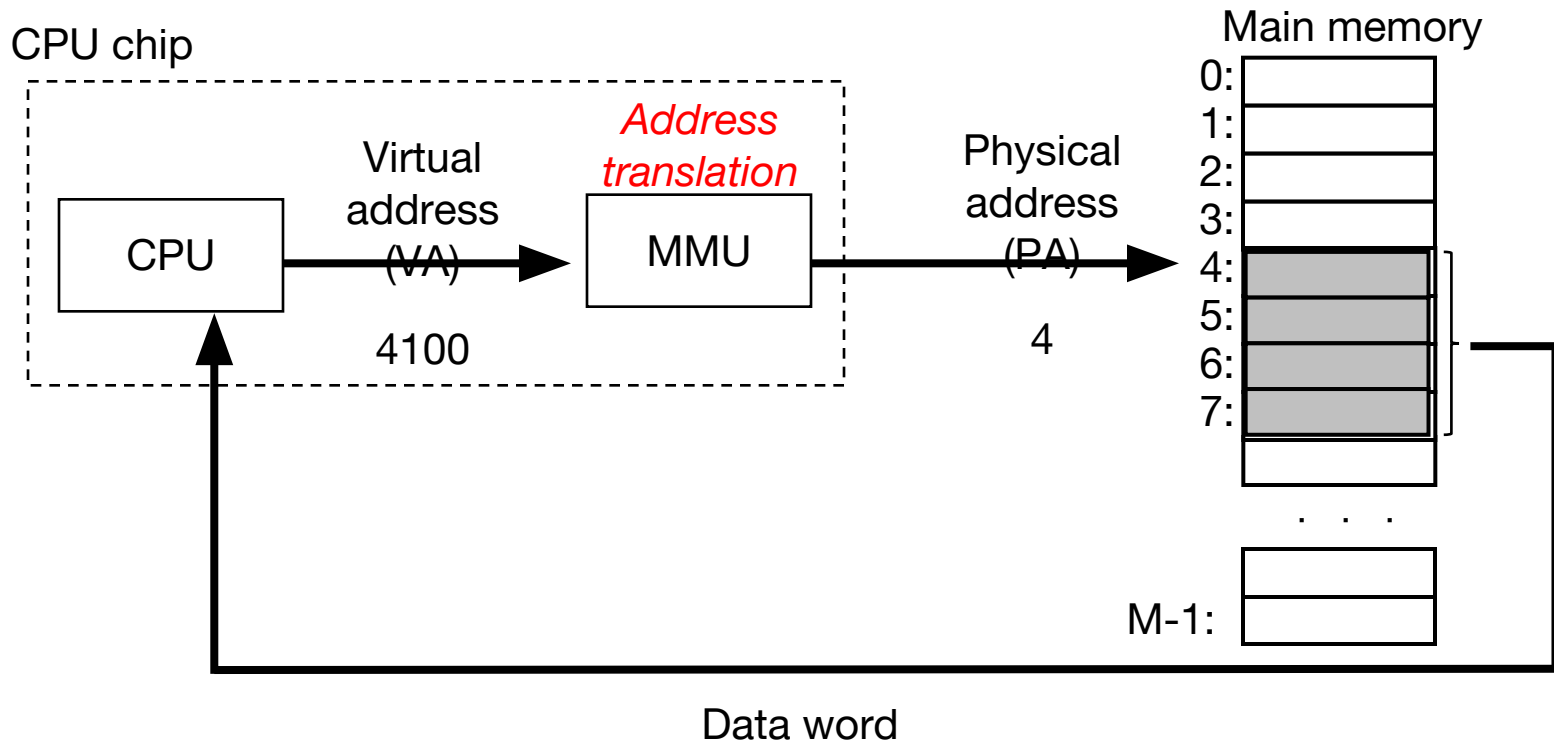 CPU chip
Main memory
Address
translation
Virtual
address
(VA)
Physical
address
(PA)
CPU
MMU
4100
4
0:
1:
2:
3:
4:
5:
6:
7:
. . .
M-1:
Data word